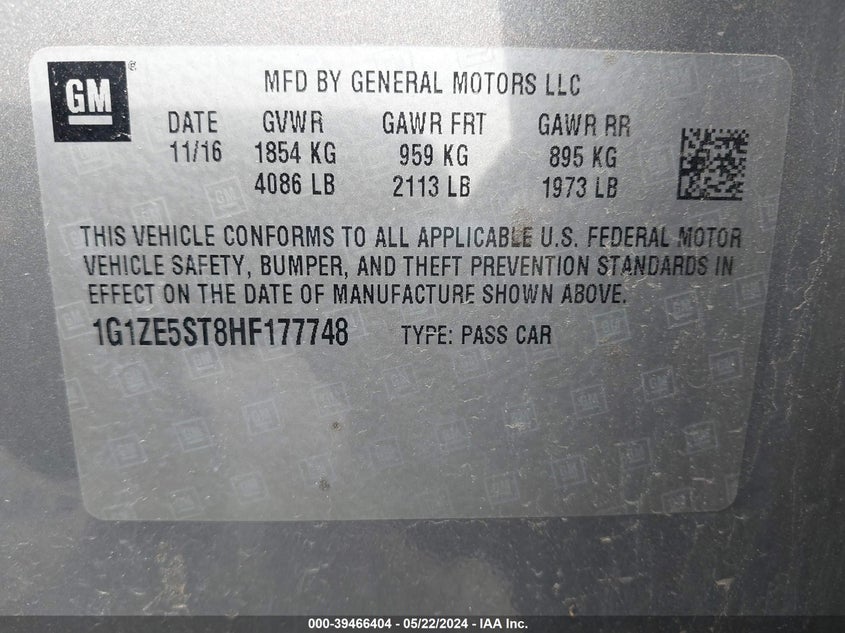 GM ®
MFD BY GENERAL MOTORS LLC
DATE GVWR GAWR FRT GAWR RR
11/16 1854 KG 959 KG 895 KG
4086 LB 2113 LB 1973 LB
THIS VEHICLE CONFORMS TO ALL APPLICABLE U.S. FEDERAL MOTOR
VEHICLE SAFETY, BUMPER, AND THEFT PREVENTION STANDARDS IN
EFFECT ON THE DATE OF MANUFACTURE SHOWN ABOVE.
1G1ZE5ST8HF177748 TYPE: PASS CAR
000-39466404 - 05/22/2024 - IAA Inc.